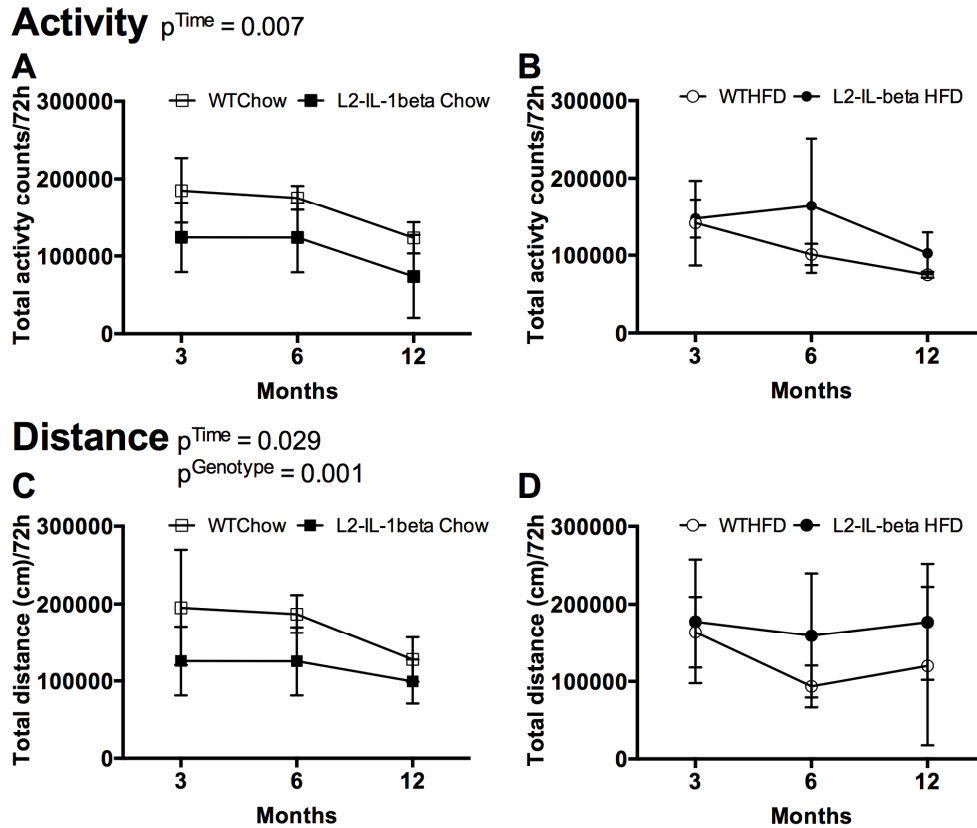 Activity pTime = 0.007
A
WTChow L2-IL-1beta Chow
Total activty counts/72h
300000
200000
100000
0
3 6 12
Months
B
WTHFD L2-IL-beta HFD
Total activty counts/72h
300000
200000
100000
0
3 6 12
Months
Distance pTime = 0.029
pGenotype = 0.001
C
WTChow L2-IL-1beta Chow
Total distance (cm)/72h
300000
200000
100000
0
3 6 12
Months
D
WTHFD L2-IL-beta HFD
Total distance (cm)/72h
300000
200000
100000
0
3 6 12
Months